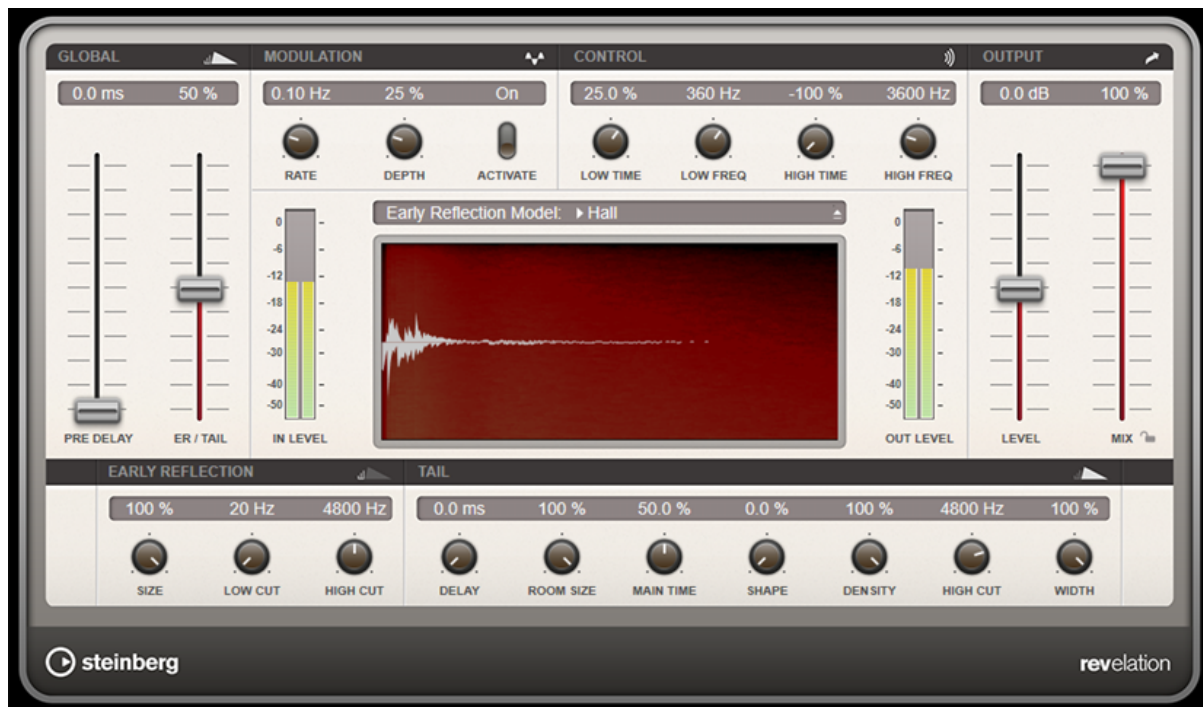 GLOBAL
MODULATION
CONTROL
OUTPUT
0.0 ms 50 %
0.10 Hz 25 % On
25.0 % 360 Hz -100 % 3600 Hz
0.0 dB 100 %
RATE DEPTH ACTIVATE
LOW TIME LOW FREQ HIGH TIME HIGH FREQ
Early Reflection Model: Hall
0
-6
-12
-18
-24
-30
-40
-50
0
-6
-12
-18
-24
-30
-40
-50
PRE DELAY ER / TAIL
IN LEVEL
OUT LEVEL
LEVEL MIX
EARLY REFLECTION
TAIL
100 % 20 Hz 4800 Hz
0.0 ms 100 % 50.0 % 0.0 % 100 % 4800 Hz 100 %
SIZE LOW CUT HIGH CUT
DELAY ROOM SIZE MAIN TIME SHAPE DENSITY HIGH CUT WIDTH
steinberg
revelation